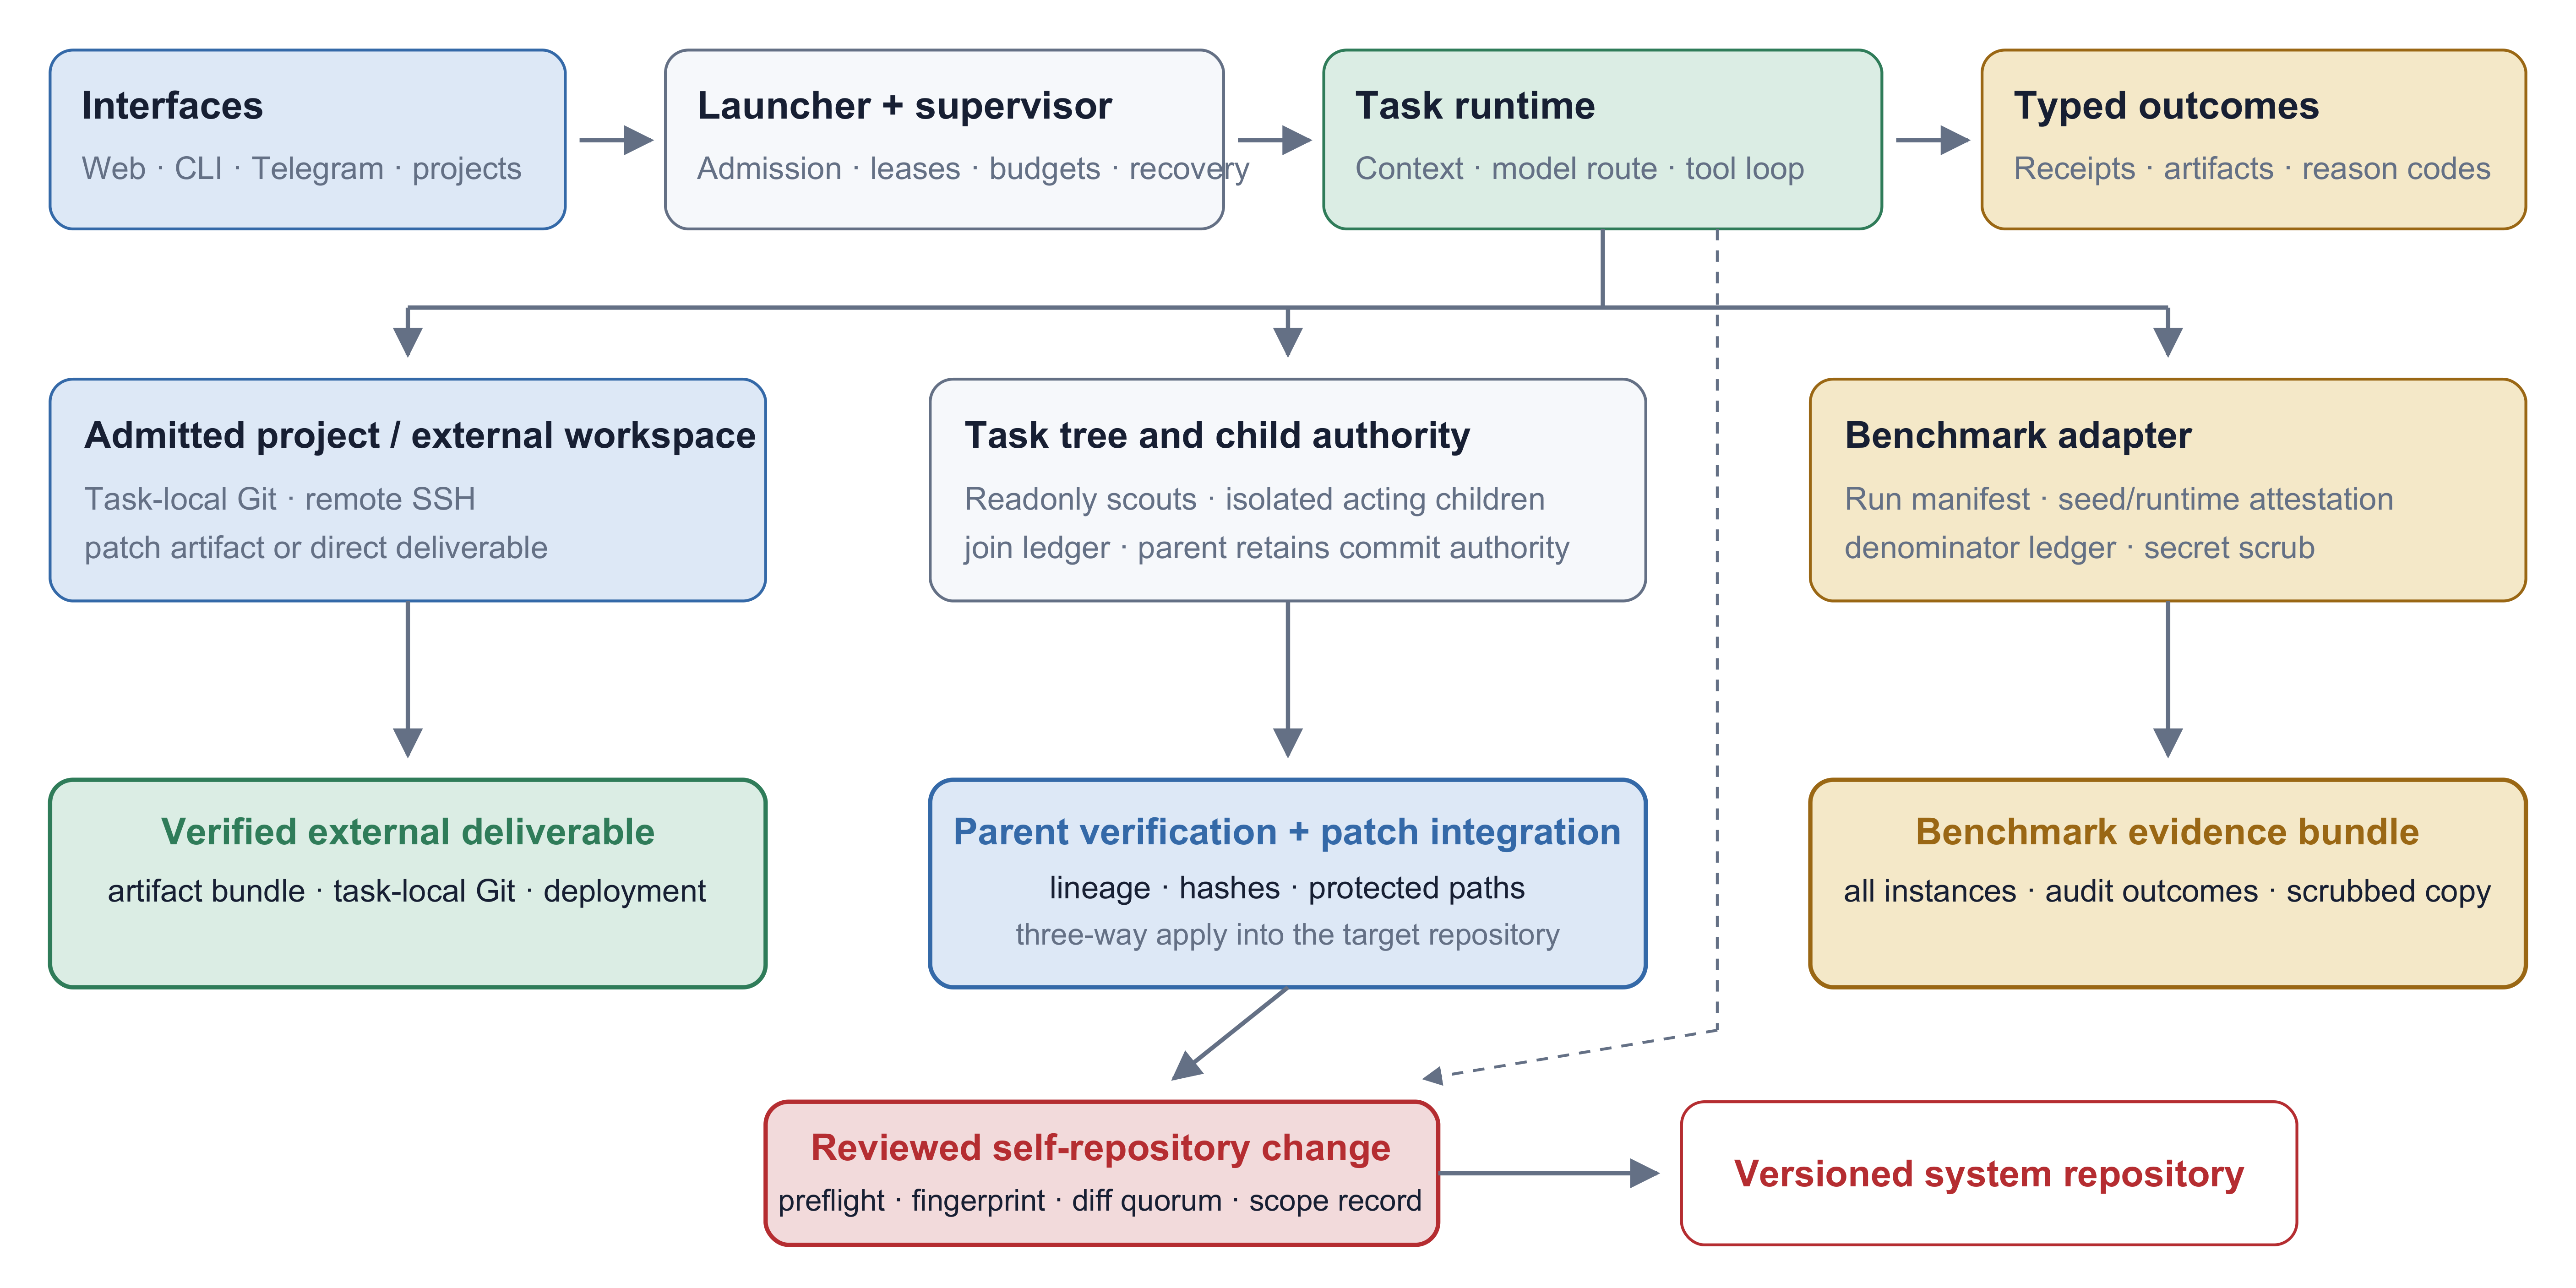 Interfaces
Web · CLI · Telegram · projects
Launcher + supervisor
Admission · leases · budgets · recovery
Task runtime
Context · model route · tool loop
Typed outcomes
Receipts · artifacts · reason codes
Admitted project / external workspace
Task-local Git · remote SSH
patch artifact or direct deliverable
Task tree and child authority
Readonly scouts · isolated acting children
join ledger · parent retains commit authority
Benchmark adapter
Run manifest · seed/runtime attestation
denominator ledger · secret scrub
Verified external deliverable
artifact bundle · task-local Git · deployment
Parent verification + patch integration
lineage · hashes · protected paths
three-way apply into the target repository
Benchmark evidence bundle
all instances · audit outcomes · scrubbed copy
Reviewed self-repository change
preflight · fingerprint · diff quorum · scope record
Versioned system repository